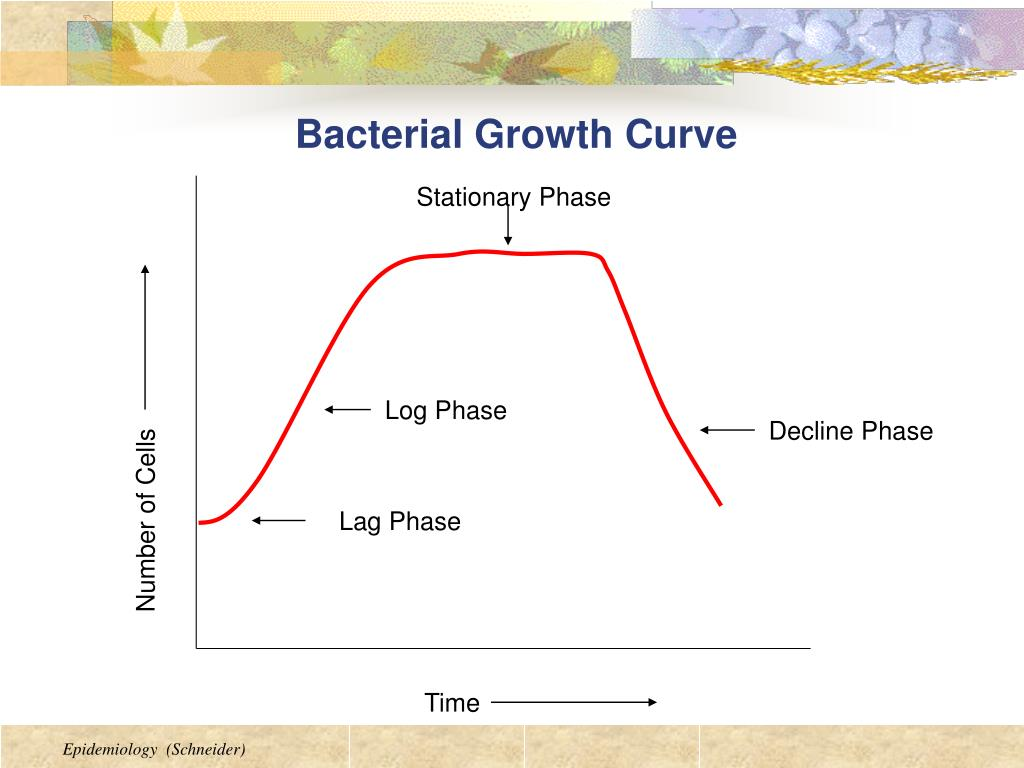 Bacterial Growth Curve
Stationary Phase
Log Phase
Decline Phase
Lag Phase
Number of Cells
Time
Epidemiology (Schneider)